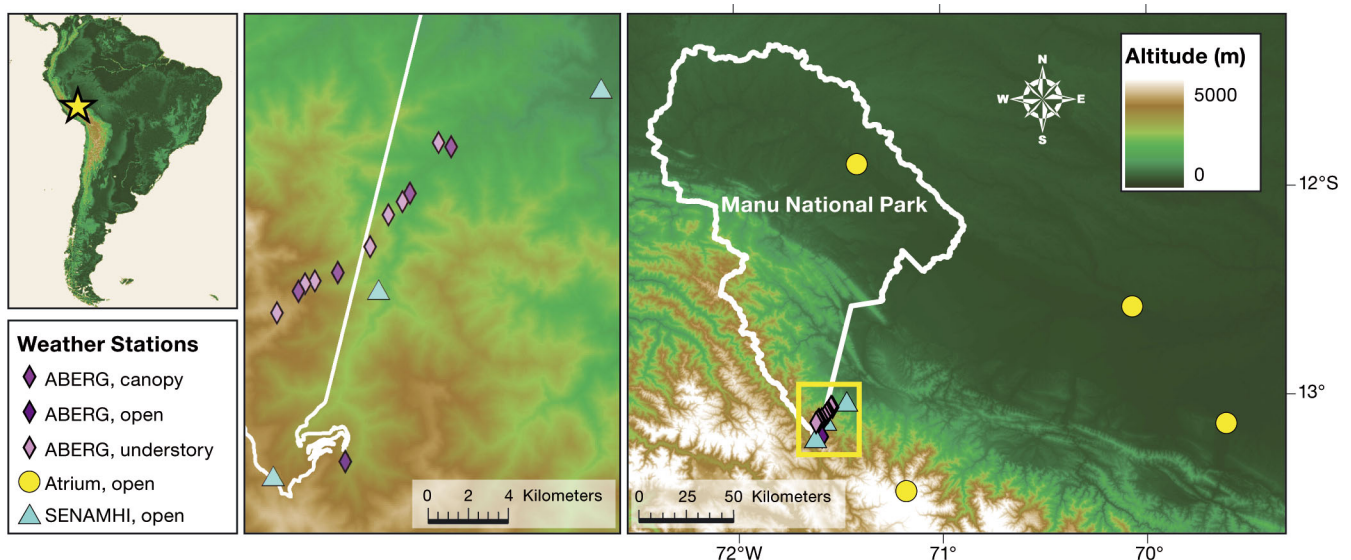 Weather Stations
ABERG, canopy
ABERG, open
ABERG, understory
Atrium, open
SENAMHI, open
0 2 4 Kilometers
Altitude (m)
5000
0
N
W E
S
Manu National Park
12°S
13°
0 25 50 Kilometers
72°W 71° 70°